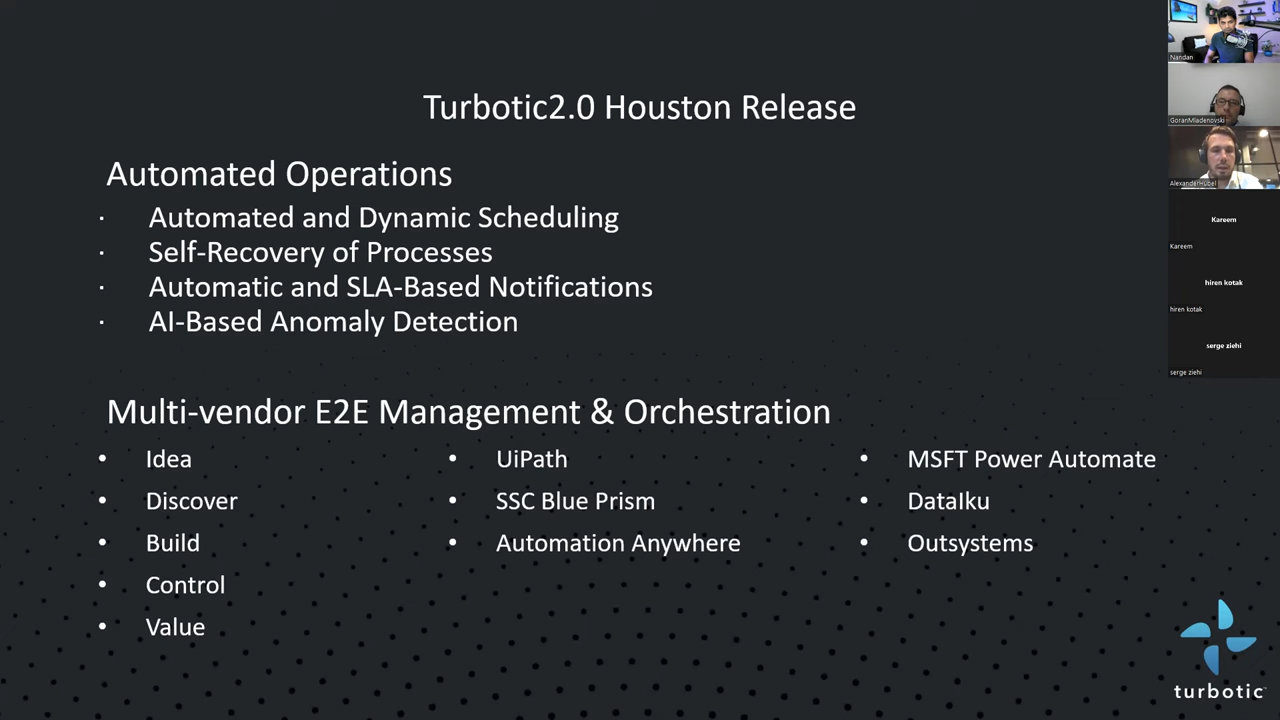 Turbotic2.0 Houston Release
Automated Operations
· Automated and Dynamic Scheduling
· Self-Recovery of Processes
· Automatic and SLA-Based Notifications
· AI-Based Anomaly Detection
Multi-vendor E2E Management & Orchestration
• Idea
• Discover
• Build
• Control
• Value
• UiPath
• SSC Blue Prism
• Automation Anywhere
• MSFT Power Automate
• DataIku
• Outsystems
turbotic
Nandan
GoranMladenovski
AlexanderHübel
Kareem
Kareem
hiren kotak
hiren kotak
serge ziehi
serge ziehi